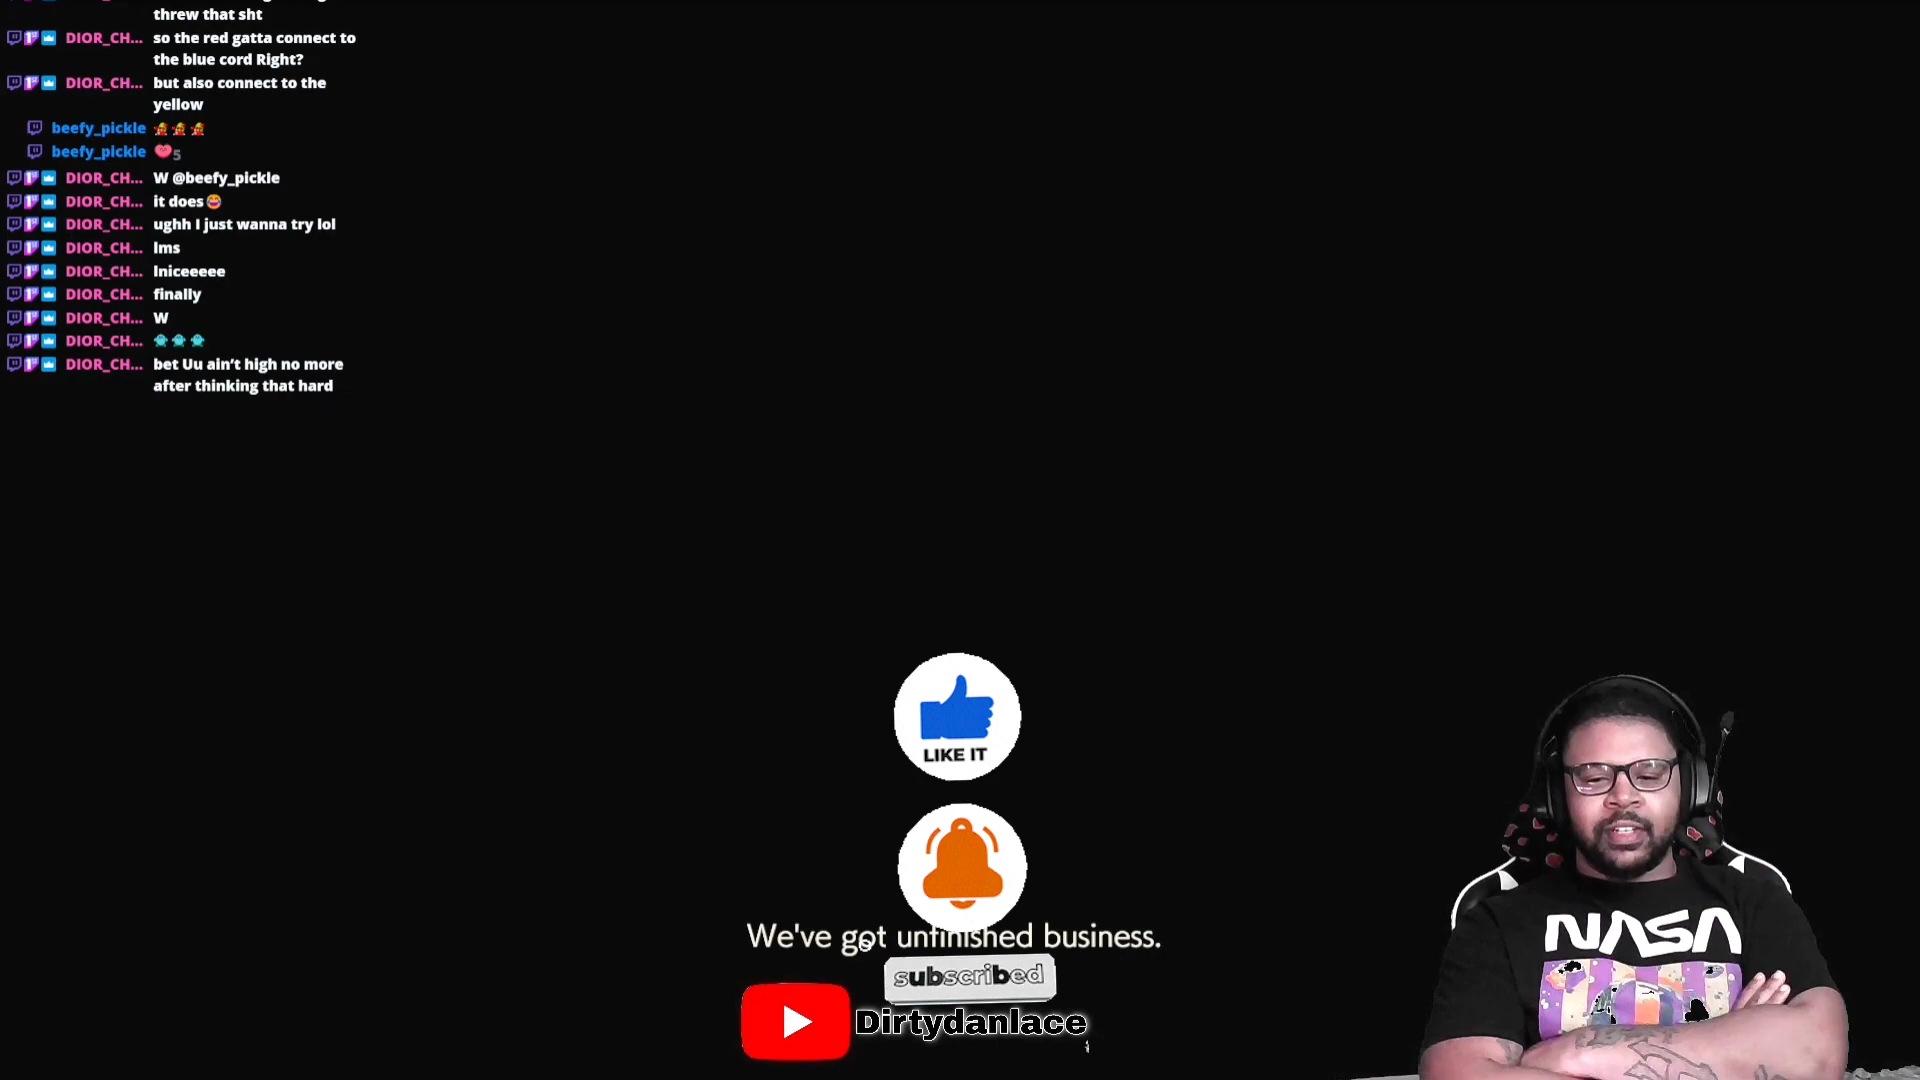 threw that sht
DIOR_CH... so the red gatta connect to
the blue cord Right?
DIOR_CH... but also connect to the
yellow
beefy_pickle
beefy_pickle 5
DIOR_CH... W @beefy_pickle
DIOR_CH... it does
DIOR_CH... ughh I just wanna try lol
DIOR_CH... lms
DIOR_CH... Iniceeeee
DIOR_CH... finally
DIOR_CH... W
DIOR_CH...
DIOR_CH... bet Uu ain’t high no more
after thinking that hard
LIKE IT
We've got unfinished business.
subscribed
Dirtydanlace
NASA